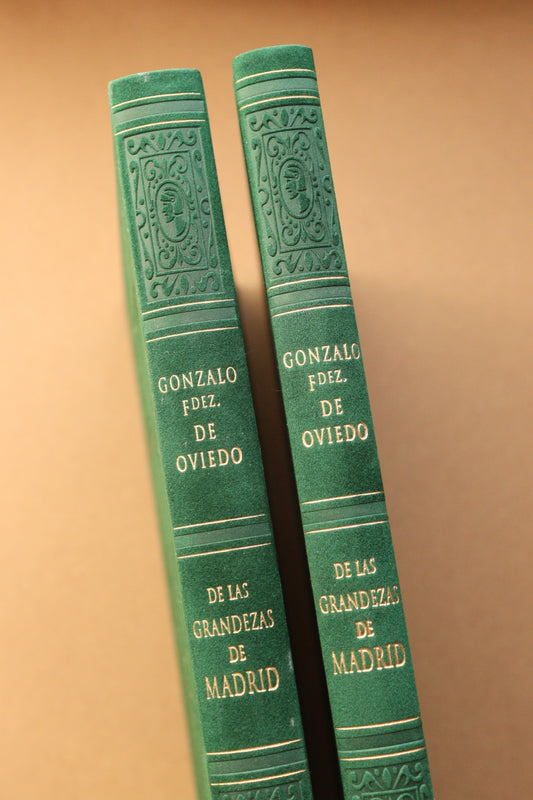 GONZALO
FDEZ.
DE
OVIEDO
DE LAS
GRANDEZAS
DE
MADRID
GONZALO
FDEZ.
DE
OVIEDO
DE LAS
GRANDEZAS
DE
MADRID